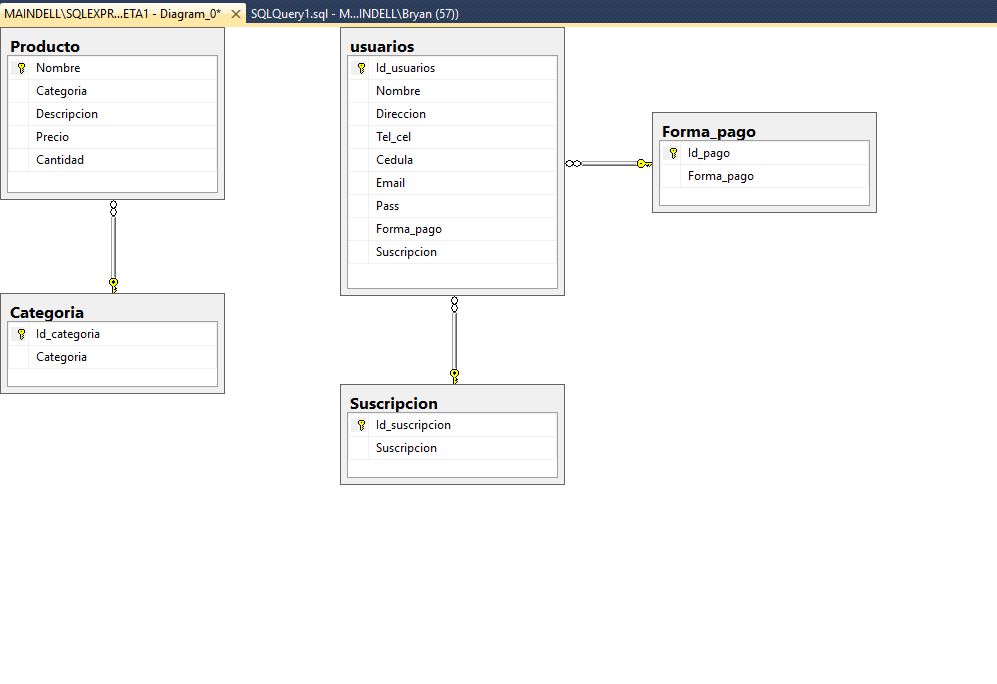 MAINDELL\SQLEXPR...ETA1 - Diagram_0*
SQLQuery1.sql - M...INDELL\Bryan (57))
Producto
Nombre
Categoria
Descripcion
Precio
Cantidad
Categoria
Id_categoria
Categoria
usuarios
Id_usuarios
Nombre
Direccion
Tel_cel
Cedula
Email
Pass
Forma_pago
Suscripcion
Suscripcion
Id_suscripcion
Suscripcion
Forma_pago
Id_pago
Forma_pago